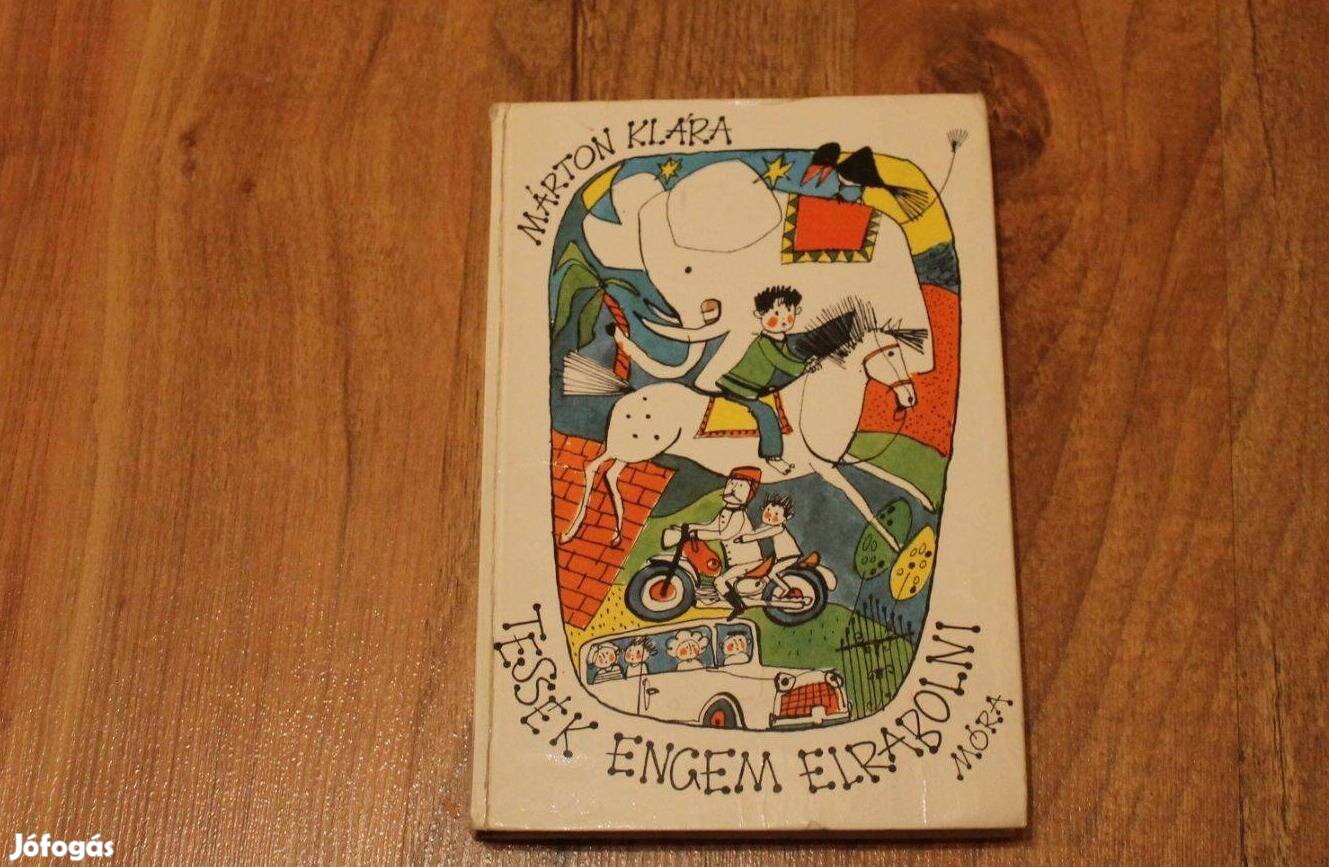 MÁRTON KLÁRA
TESSÉK ENGEM ELRABOLNI
MÓRA
Jófogás